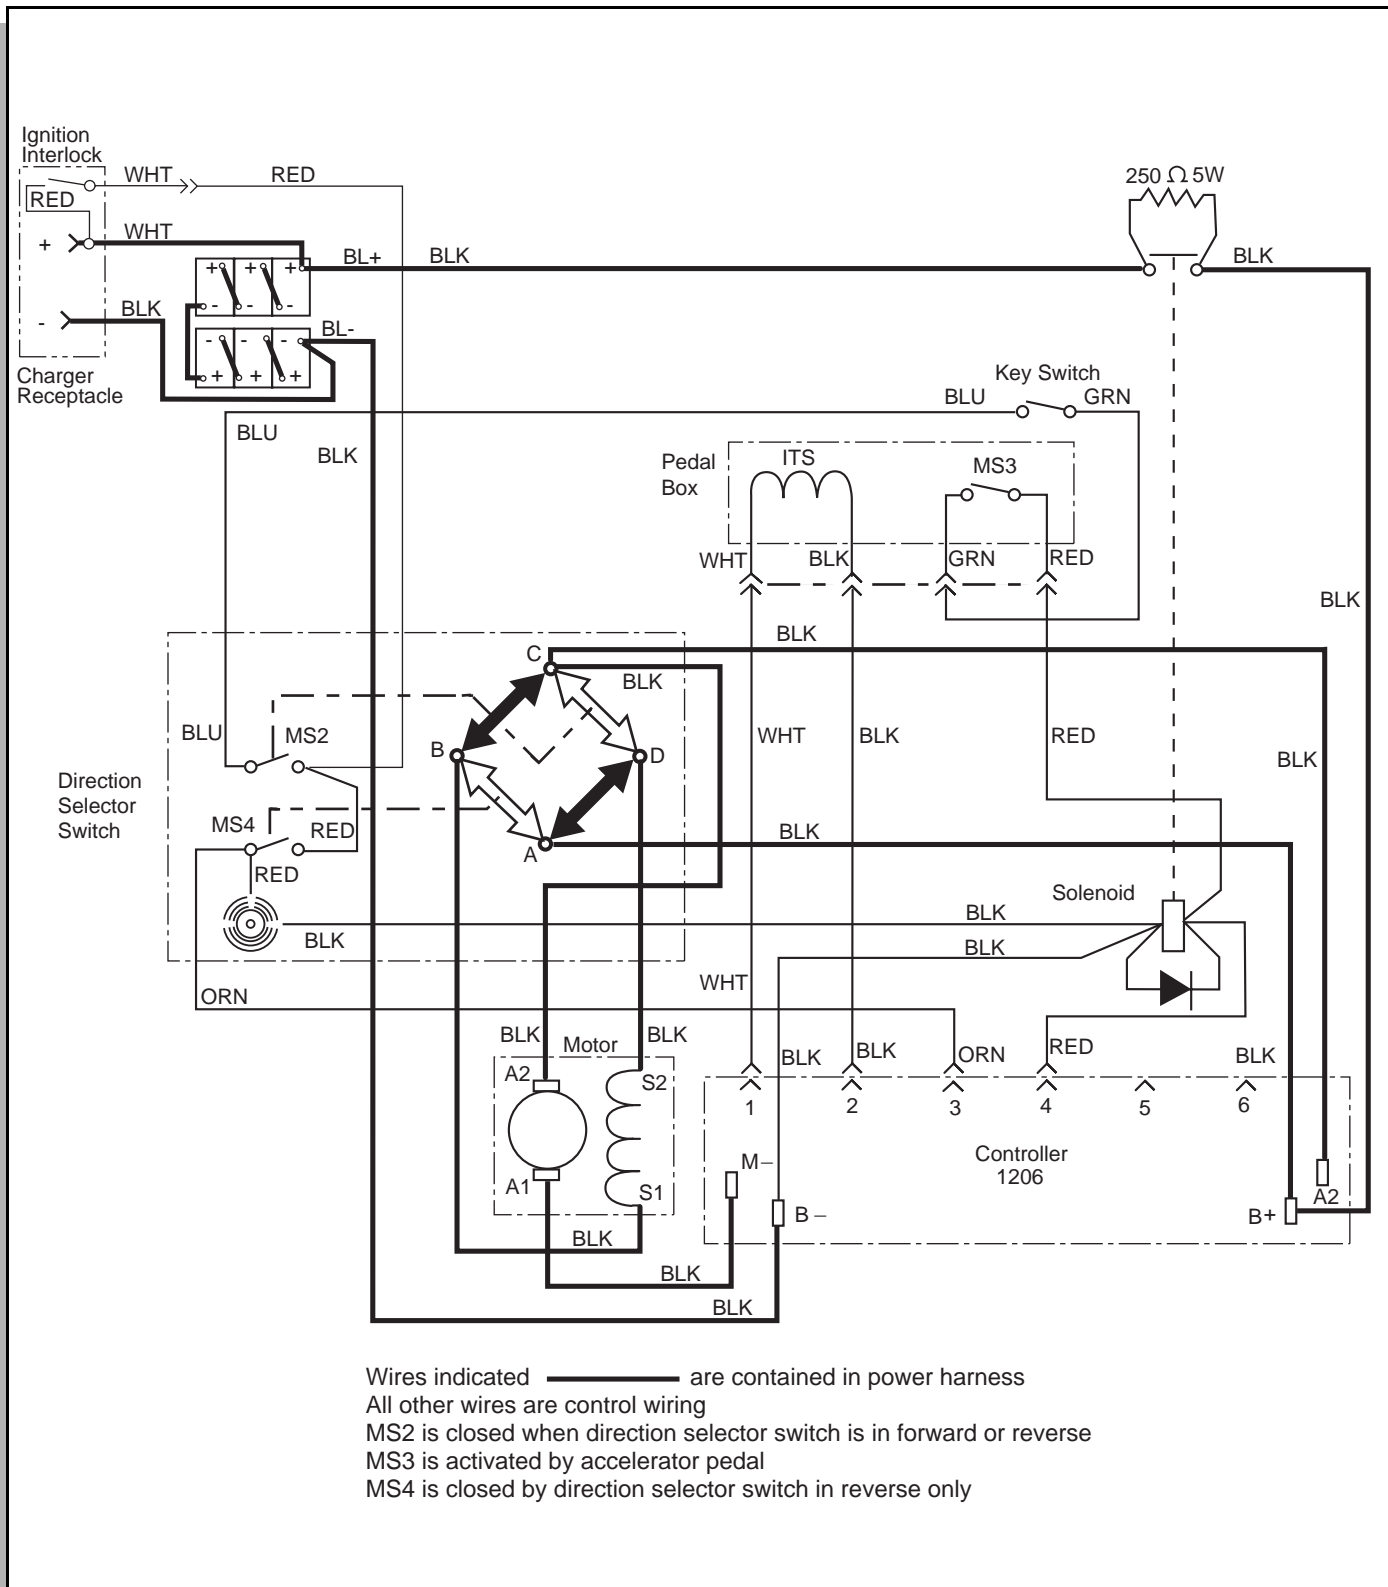 Ignition
Interlock
WHT
RED
RED
+
WHT
-
BLK
Charger
Receptacle
+ + +
- - -
- - -
+ + +
BL+
BLK
BL-
250 Ω 5W
BLK
Key Switch
BLU
GRN
BLU
BLK
Pedal
Box
ITS
MS3
WHT
BLK
GRN
RED
BLK
BLK
C
BLK
BLU
MS2
B
D
WHT
BLK
RED
BLK
Direction
Selector
Switch
MS4
RED
A
BLK
RED
BLK
Solenoid
BLK
BLK
WHT
ORN
BLK
Motor
BLK
BLK
BLK
ORN
RED
BLK
A2
S2
1
2
3
4
5
6
Controller
1206
M–
A1
S1
A2
B –
B+
BLK
BLK
BLK
Wires indicated are contained in power harness
All other wires are control wiring
MS2 is closed when direction selector switch is in forward or reverse
MS3 is activated by accelerator pedal
MS4 is closed by direction selector switch in reverse only